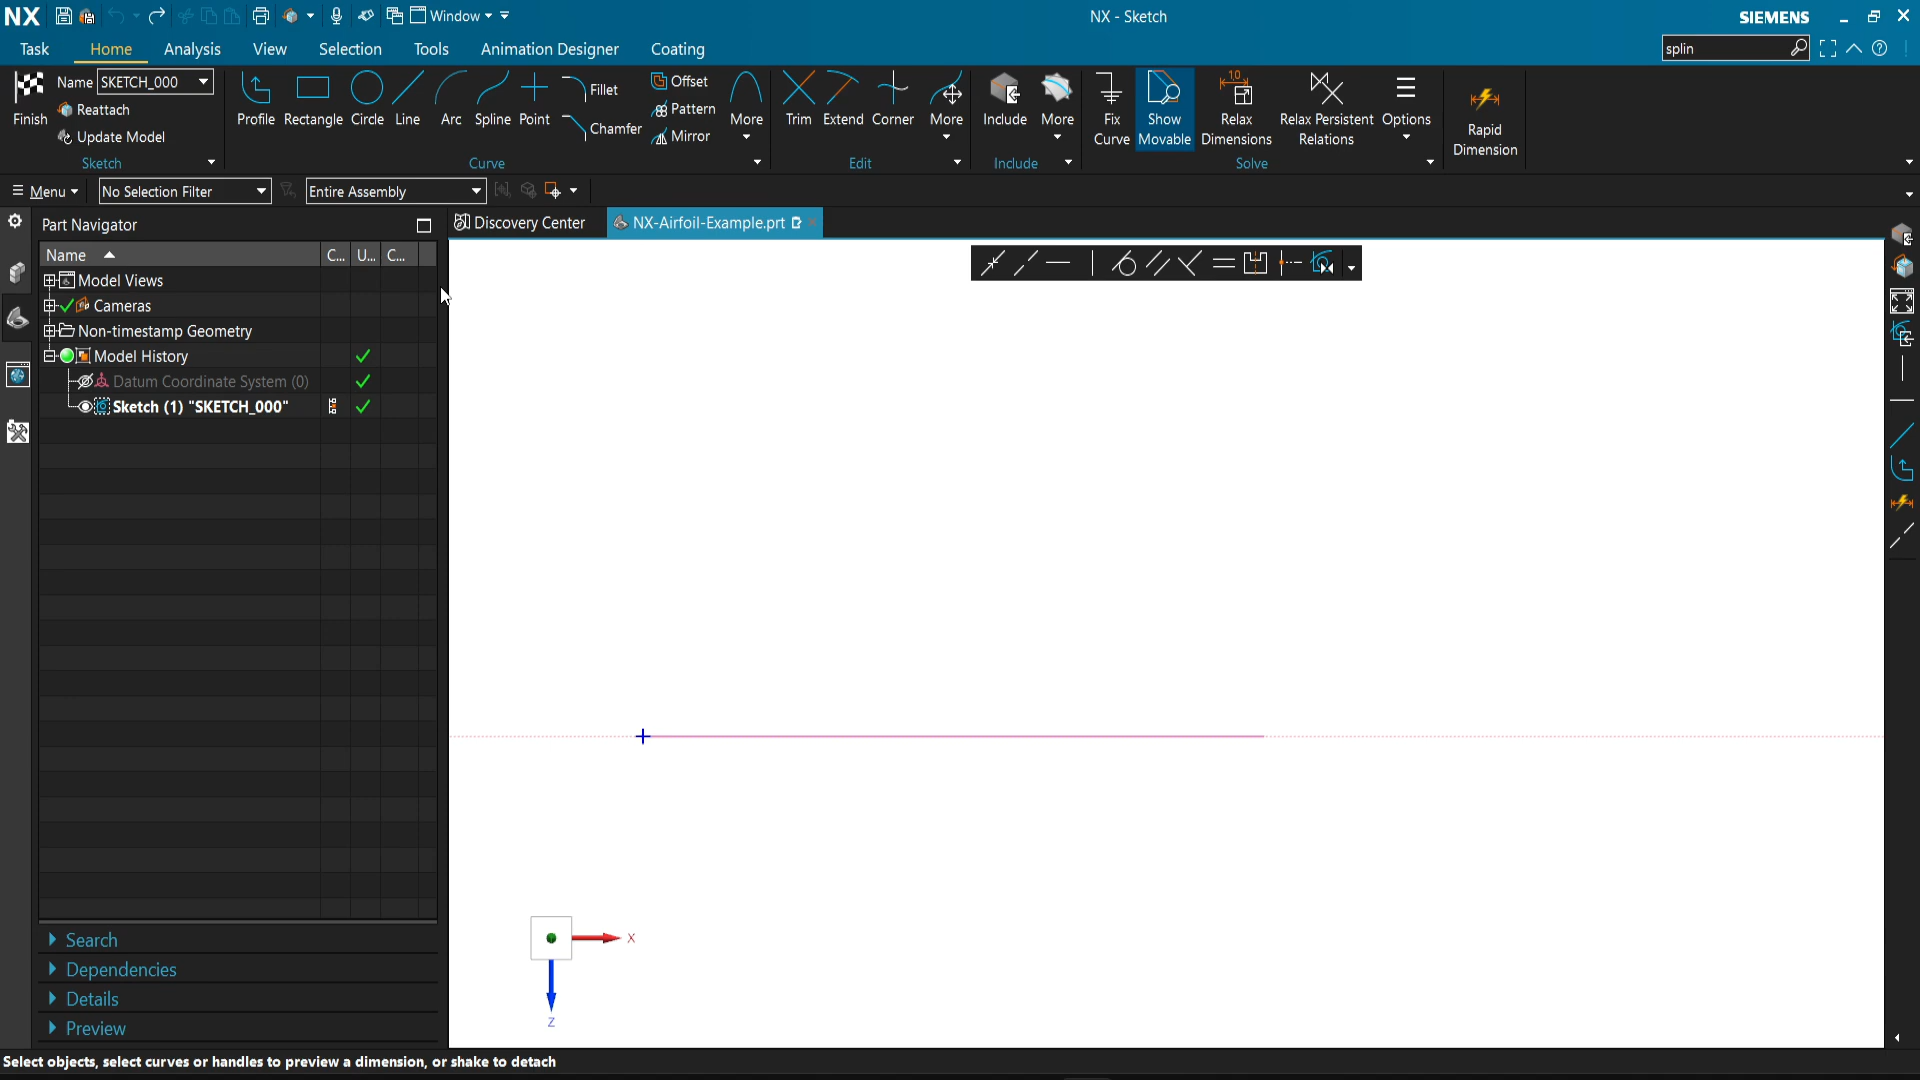 NX
Window
NX - Sketch
SIEMENS
Task
Home
Analysis
View
Selection
Tools
Animation Designer
Coating
splin
Finish
Name SKETCH_000
Reattach
Update Model
Sketch
Profile
Rectangle
Circle
Line
Arc
Spline
Point
Fillet
Chamfer
Offset
Pattern
Mirror
More
Curve
Trim
Extend
Corner
More
Edit
Include
More
Include
Fix
Curve
Show
Movable
Relax
Dimensions
Relax Persistent
Relations
Options
Solve
Rapid
Dimension
Menu
No Selection Filter
Entire Assembly
Part Navigator
Discovery Center
NX-Airfoil-Example.prt
Name
C...
U...
C...
Model Views
Cameras
Non-timestamp Geometry
Model History
Datum Coordinate System (0)
Sketch (1) "SKETCH_000"
X
Z
Search
Dependencies
Details
Preview
Select objects, select curves or handles to preview a dimension, or shake to detach